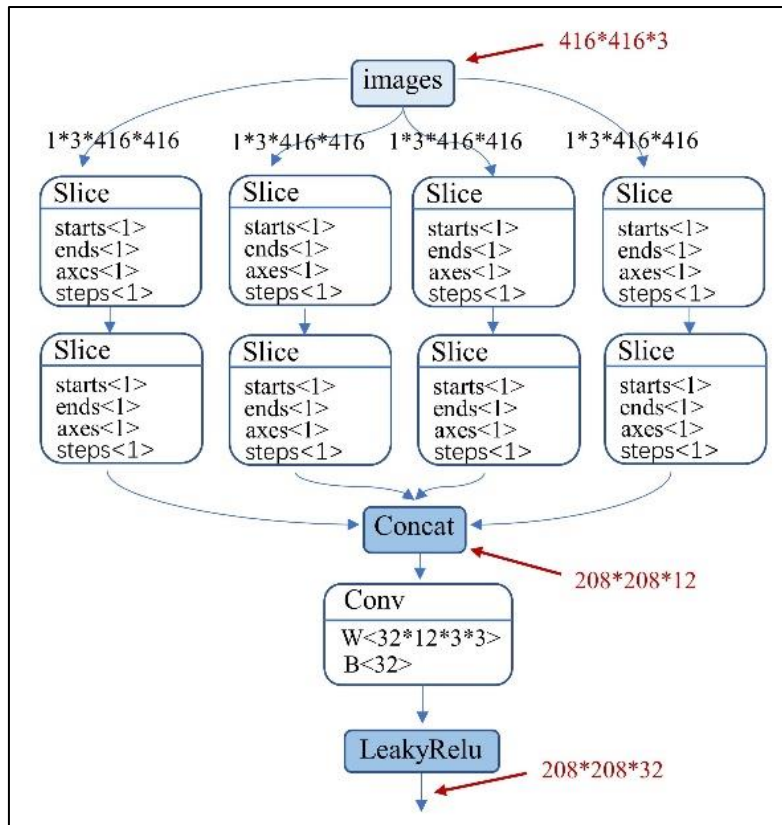 416*416*3
images
1*3*416*416
1*3*416*416
1*3*416*416
1*3*416*416
Slice
starts<1>
ends<1>
axes<1>
steps<1>
Slice
starts<1>
ends<1>
axes<1>
steps<1>
Slice
starts<1>
ends<1>
axes<1>
steps<1>
Slice
starts<1>
ends<1>
axes<1>
steps<1>
Slice
starts<1>
ends<1>
axes<1>
steps<1>
Slice
starts<1>
ends<1>
axes<1>
steps<1>
Slice
starts<1>
ends<1>
axes<1>
steps<1>
Slice
starts<1>
ends<1>
axes<1>
steps<1>
Concat
208*208*12
Conv
W<32*12*3*3>
B<32>
LeakyRelu
208*208*32